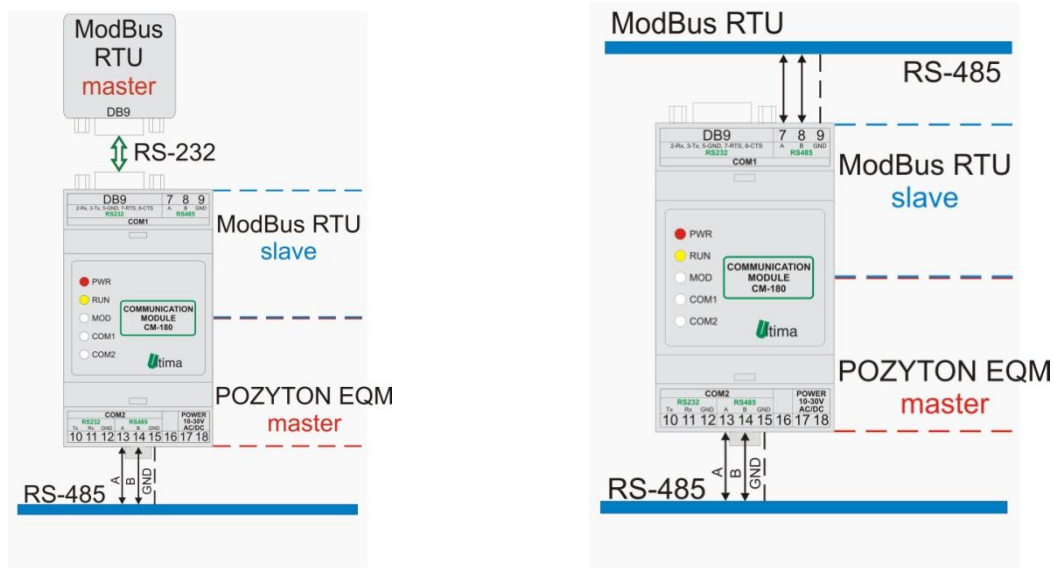 ModBus
RTU
master
DB9
RS-232
DB9 7 8 9
2-Rx, 3-Tx, 5-GND, 7-RTS, 8-CTS A B GND
RS232 RS485
COM1
ModBus RTU
slave
PWR
RUN
MOD
COM1
COM2
COMMUNICATION
MODULE
CM-180
Ultima
POZYTON EQM
master
COM2 POWER
RS232 RS485 10-30V
Tx Rx GND A B GND AC/DC
10 11 12 13 14 15 16 17 18
A B GND
RS-485
ModBus RTU
RS-485
DB9 7 8 9
2-Rx, 3-Tx, 5-GND, 7-RTS, 8-CTS A B GND
RS232 RS485
COM1
ModBus RTU
slave
PWR
RUN
MOD
COM1
COM2
COMMUNICATION
MODULE
CM-180
Ultima
POZYTON EQM
master
COM2 POWER
RS232 RS485 10-30V
Tx Rx GND A B GND AC/DC
10 11 12 13 14 15 16 17 18
A B GND
RS-485